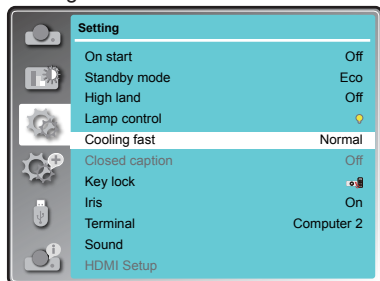 Setting
On start Off
Standby mode Eco
High land Off
Lamp control
Cooling fast Normal
Closed caption Off
Key lock
Iris On
Terminal Computer 2
Sound
HDMI Setup